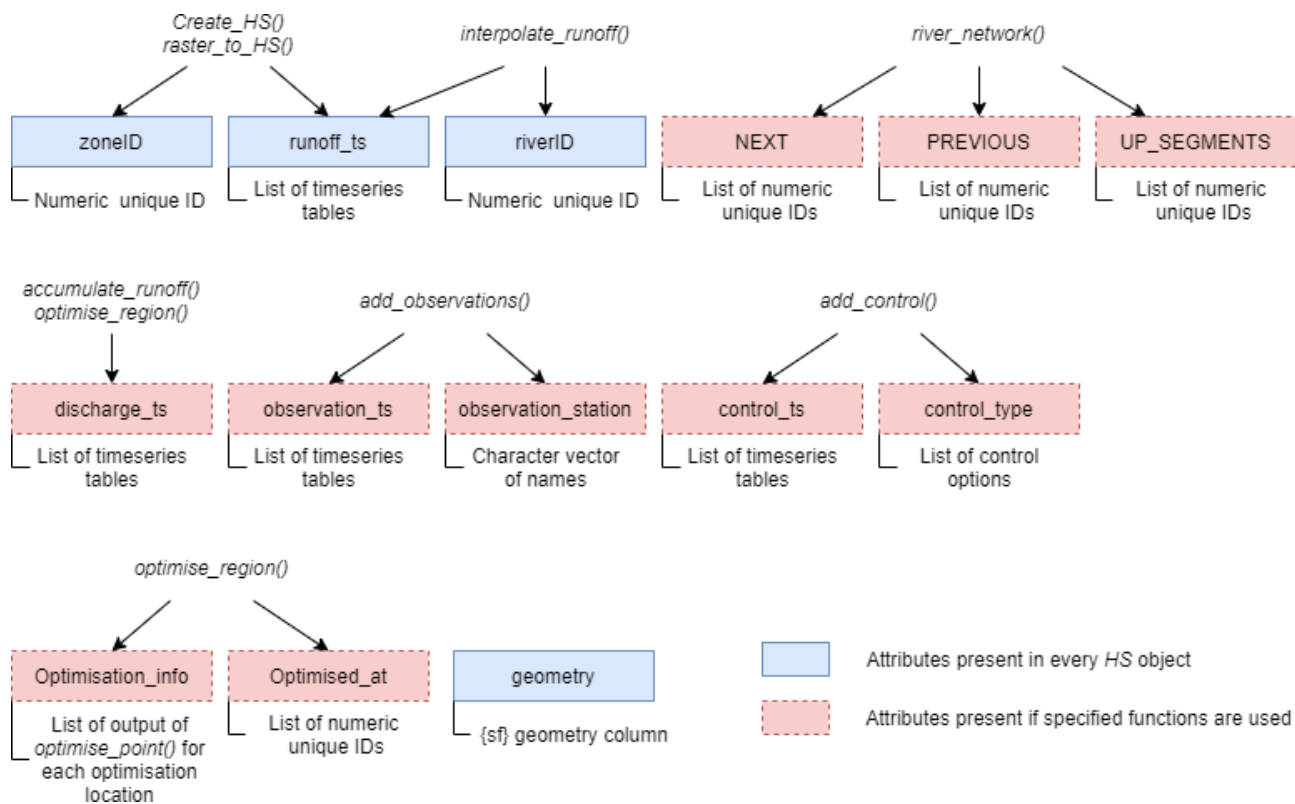 Create_HS()
raster_to_HS()
interpolate_runoff()
river_network()
zoneID
runoff_ts
riverID
NEXT
PREVIOUS
UP_SEGMENTS
Numeric unique ID
List of timeseries
tables
Numeric unique ID
List of numeric
unique IDs
List of numeric
unique IDs
List of numeric
unique IDs
accumulate_runoff()
optimise_region()
add_observations()
add_control()
discharge_ts
observation_ts
observation_station
control_ts
control_type
List of timeseries
tables
List of timeseries
tables
Character vector
of names
List of timeseries
tables
List of control
options
optimise_region()
Optimisation_info
Optimised_at
geometry
List of output of
optimise_point() for
each optimisation
location
List of numeric
unique IDs
{sf} geometry column
Attributes present in every HS object
Attributes present if specified functions are used